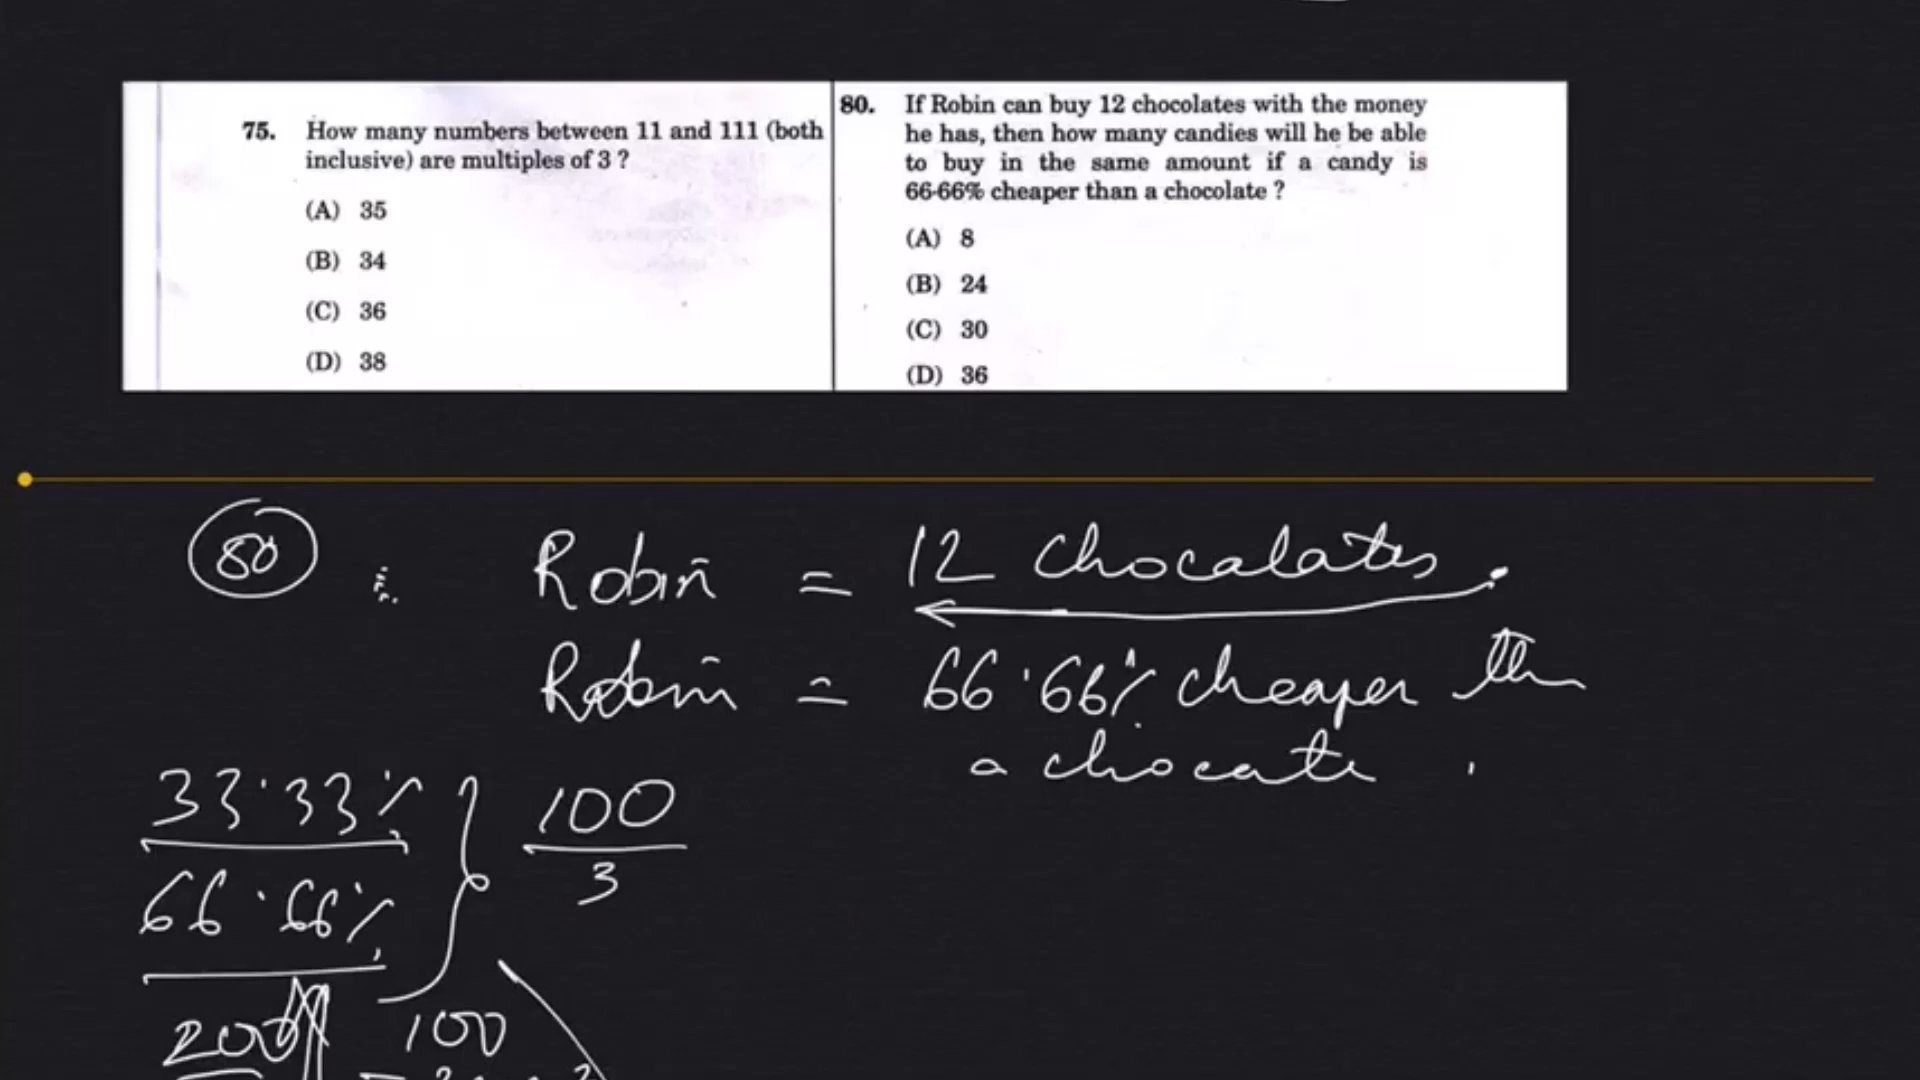 75. How many numbers between 11 and 111 (both
inclusive) are multiples of 3 ?
(A) 35
(B) 34
(C) 36
(D) 38
80. If Robin can buy 12 chocolates with the money
he has, then how many candies will he be able
to buy in the same amount if a candy is
66·66% cheaper than a chocolate ?
(A) 8
(B) 24
(C) 30
(D) 36
80 Robin = 12 chocalates.
Robin = 66.66% cheaper
a chocate .
33.33%
66.66%
100
3
200
100